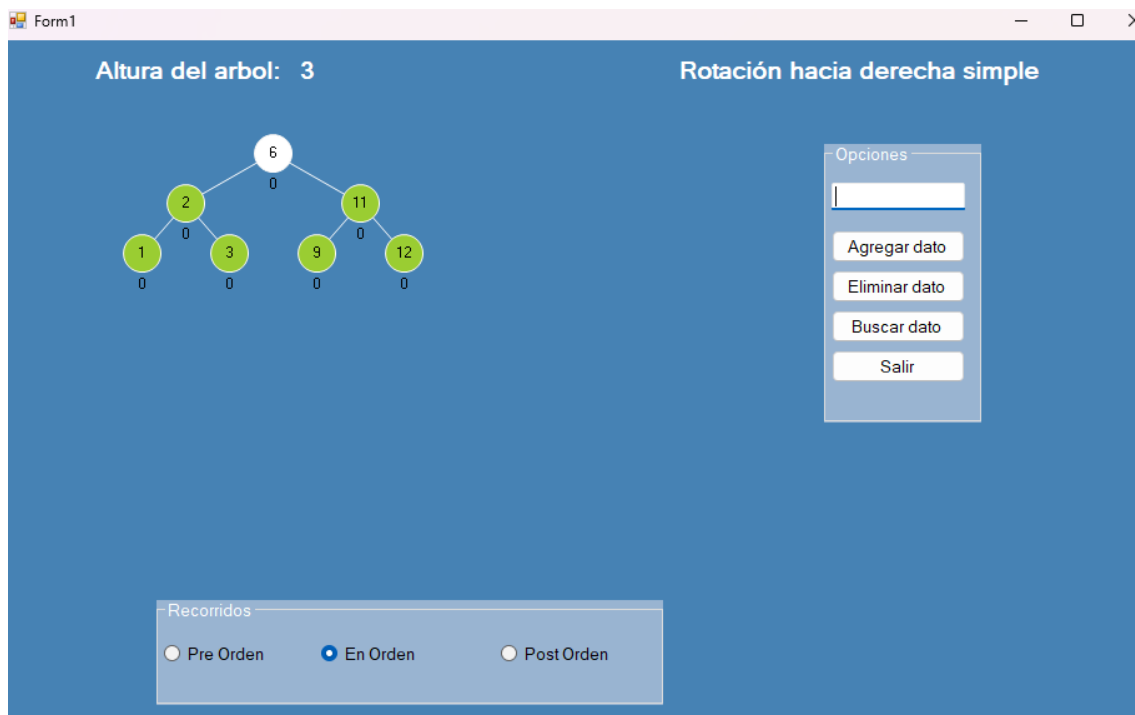 Form1
Altura del arbol: 3
Rotación hacia derecha simple
6
0
2
11
0
0
1
3
9
12
0
0
0
0
Opciones
Agregar dato
Eliminar dato
Buscar dato
Salir
Recorridos
Pre Orden
En Orden
Post Orden